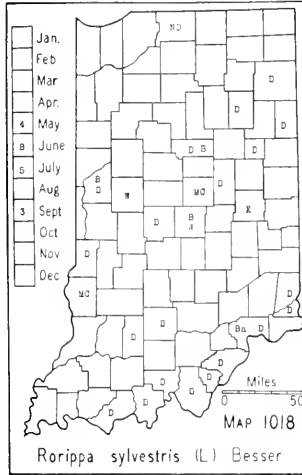 Jan.
Feb
Mar
Apr.
4 May
8 June
5 July
Aug
3 Sept
Oct
Nov
Dec
ND
D
D
D B
D
D
B
D
W
MC
K
D
B
D
MC
D
D
D
D
D
Ba D
D
D
D
D
D
D
Miles
0 50
MAP 1018
Rorippa sylvestris (L) Besser